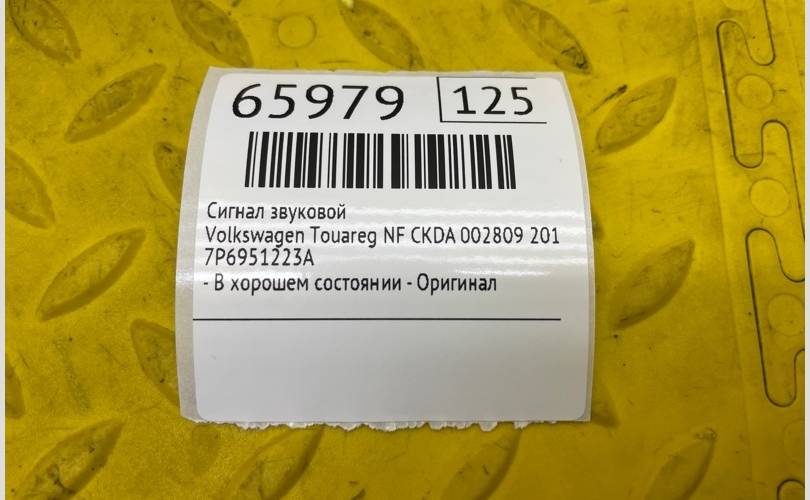 65979 125
Сигнал звуковой
Volkswagen Touareg NF CKDA 002809 201
7P6951223A
- В хорошем состоянии - Оригинал